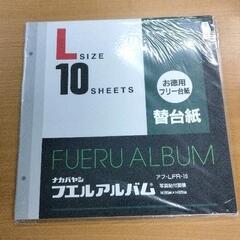 L SIZE
10 SHEETS
お徳用
フリー台紙
替台紙
FUERU ALBUM
ナカバヤシ
フエルアルバム
アフ-LFR-10